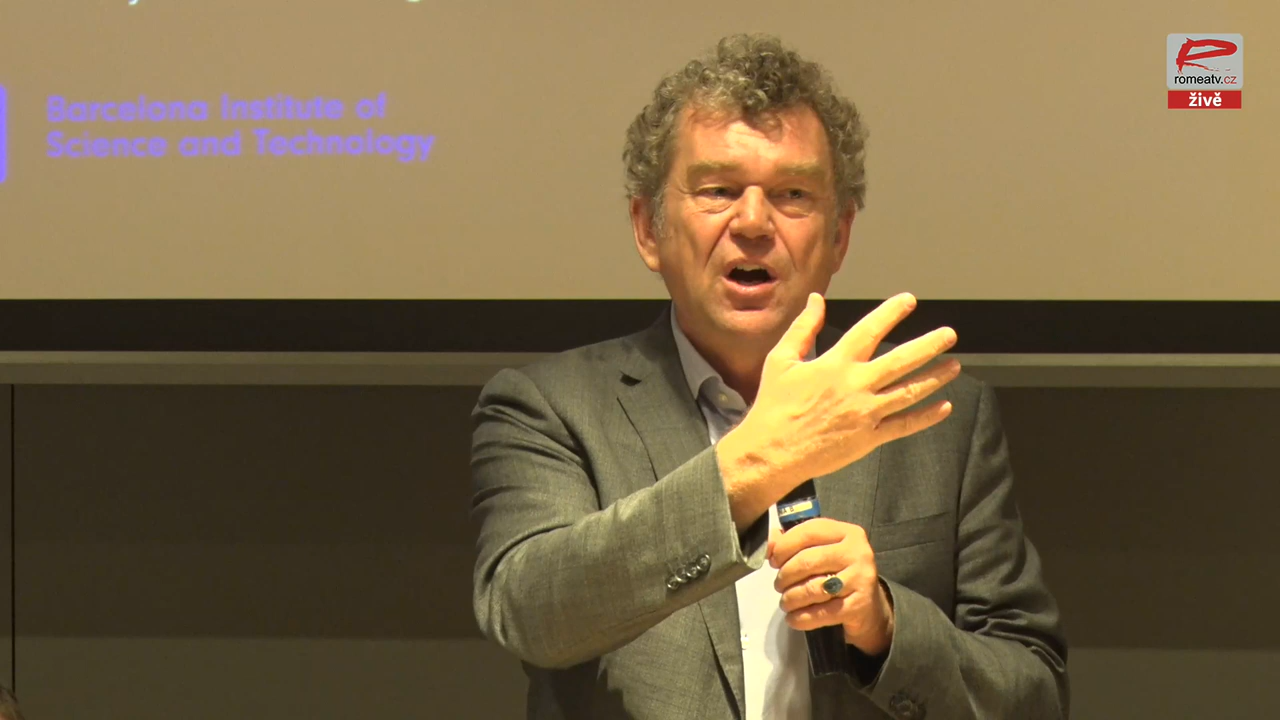 Barcelona Institute of
Science and Technology
romeatv.cz
živě